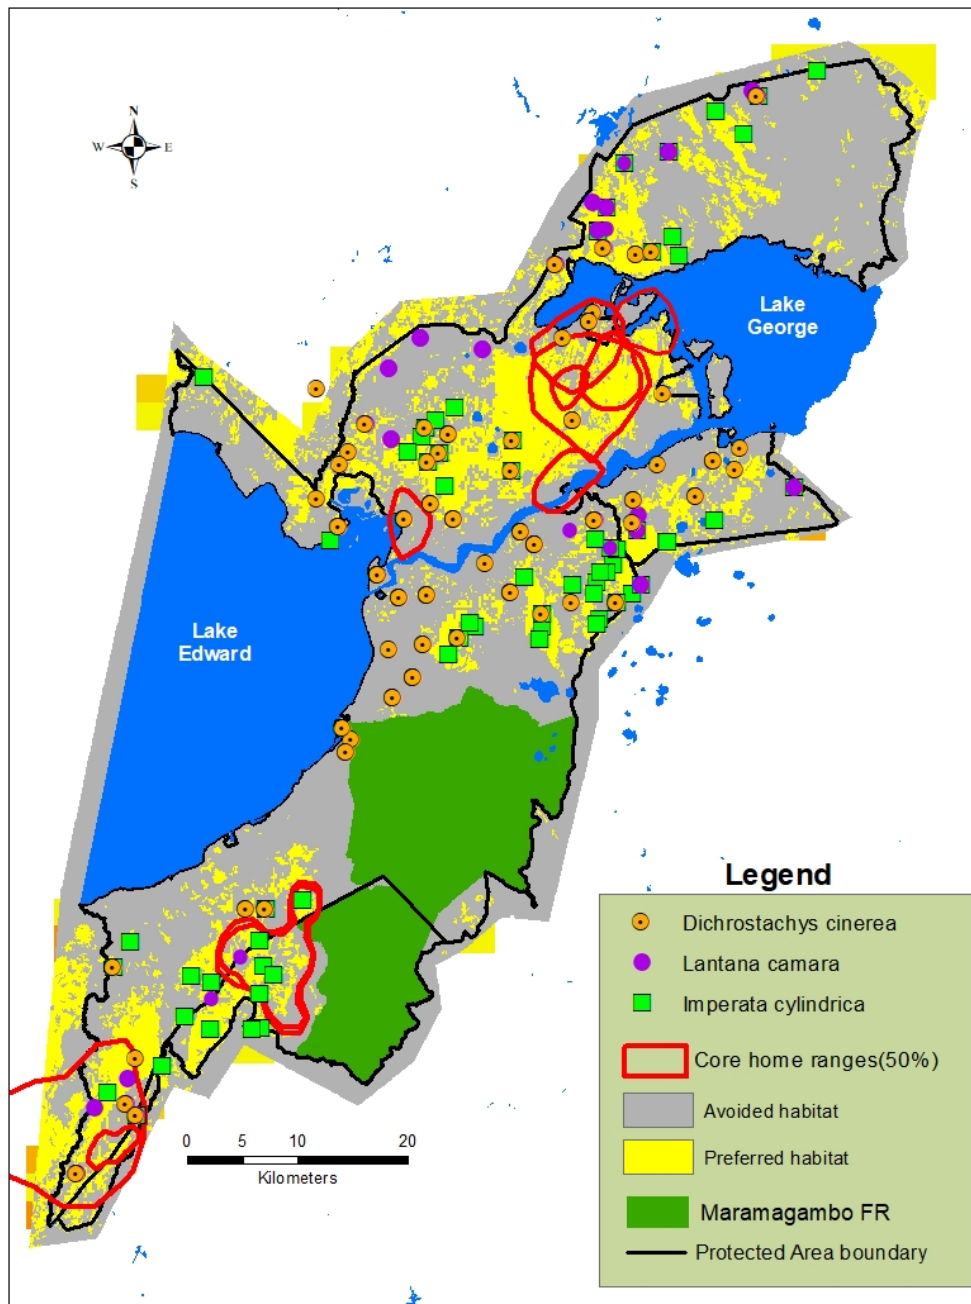 N
W E
S
Lake
George
Lake
Edward
Legend
Dichrostachys cinerea
Lantana camara
Imperata cylindrica
Core home ranges(50%)
Avoided habitat
Preferred habitat
Maramagambo FR
Protected Area boundary
0 5 10 20
Kilometers